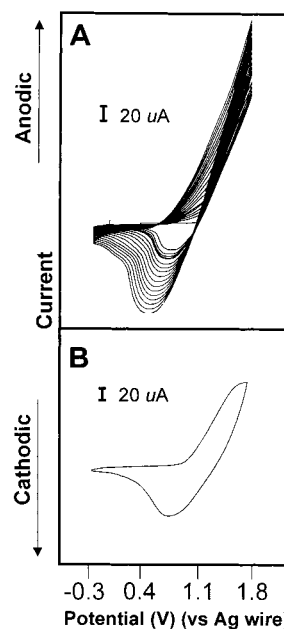 A
Anodic
I 20 uA
Current
B
I 20 uA
Cathodic
-0.3 0.4 1.1 1.8
Potential (V) (vs Ag wire)